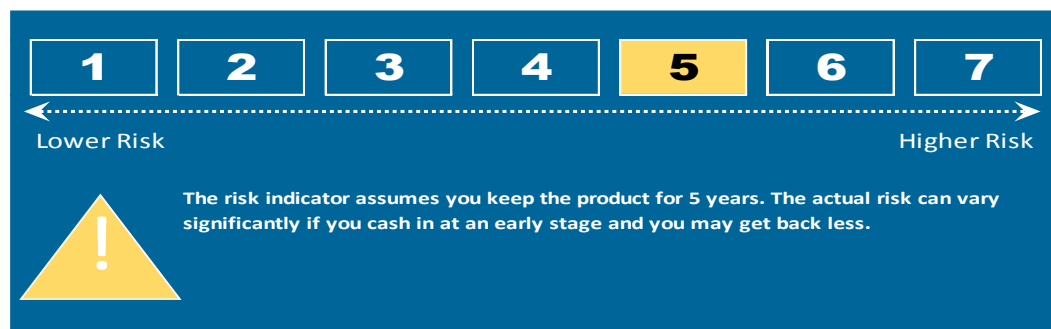 1 2 3 4 5 6 7
Lower Risk Higher Risk
The risk indicator assumes you keep the product for 5 years. The actual risk can vary
significantly if you cash in at an early stage and you may get back less.
!